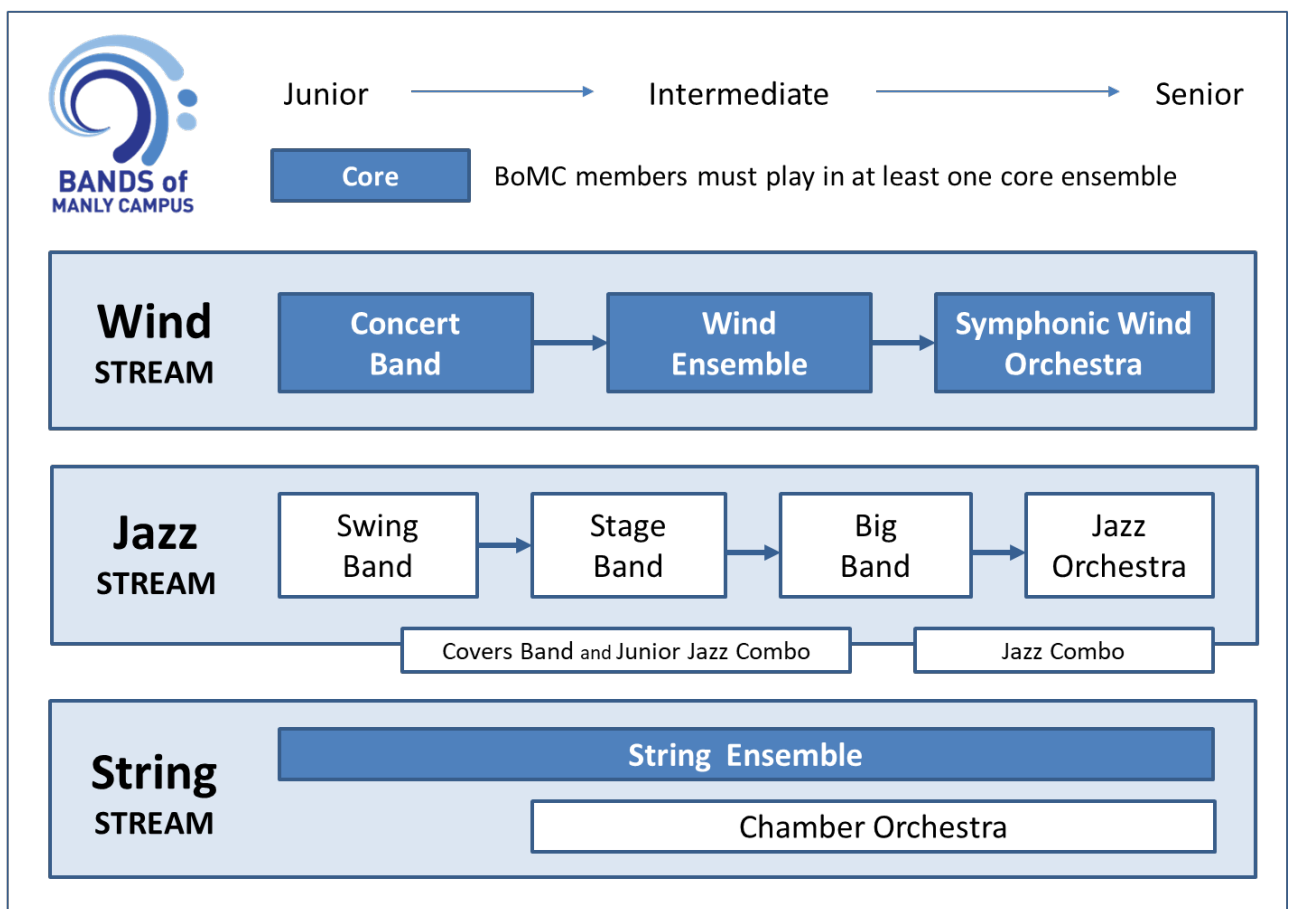 Junior Intermediate Senior
BANDS of
MANLY CAMPUS
Core BoMC members must play in at least one core ensemble
Wind
STREAM
Concert
Band
Wind
Ensemble
Symphonic Wind
Orchestra
Jazz
STREAM
Swing
Band
Stage
Band
Big
Band
Jazz
Orchestra
Covers Band and Junior Jazz Combo
Jazz Combo
String
STREAM
String Ensemble
Chamber Orchestra